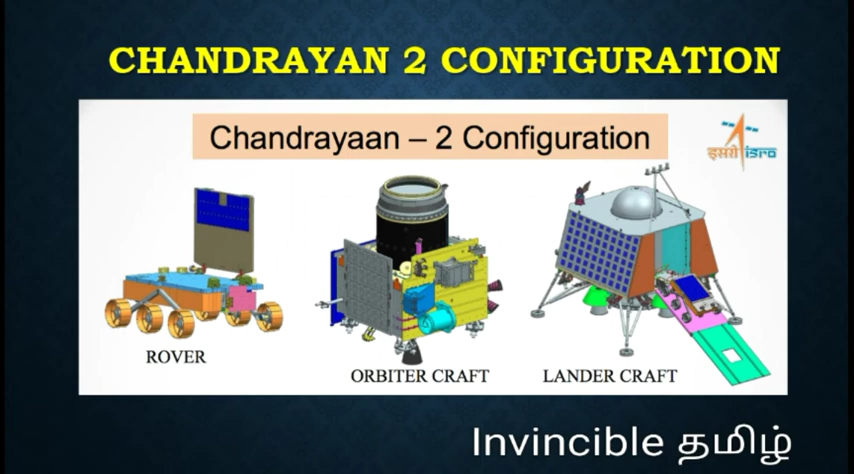 CHANDRAYAN 2 CONFIGURATION
Chandrayaan – 2 Configuration
इसरो isro
ROVER
ORBITER CRAFT
LANDER CRAFT
Invincible தமிழ்